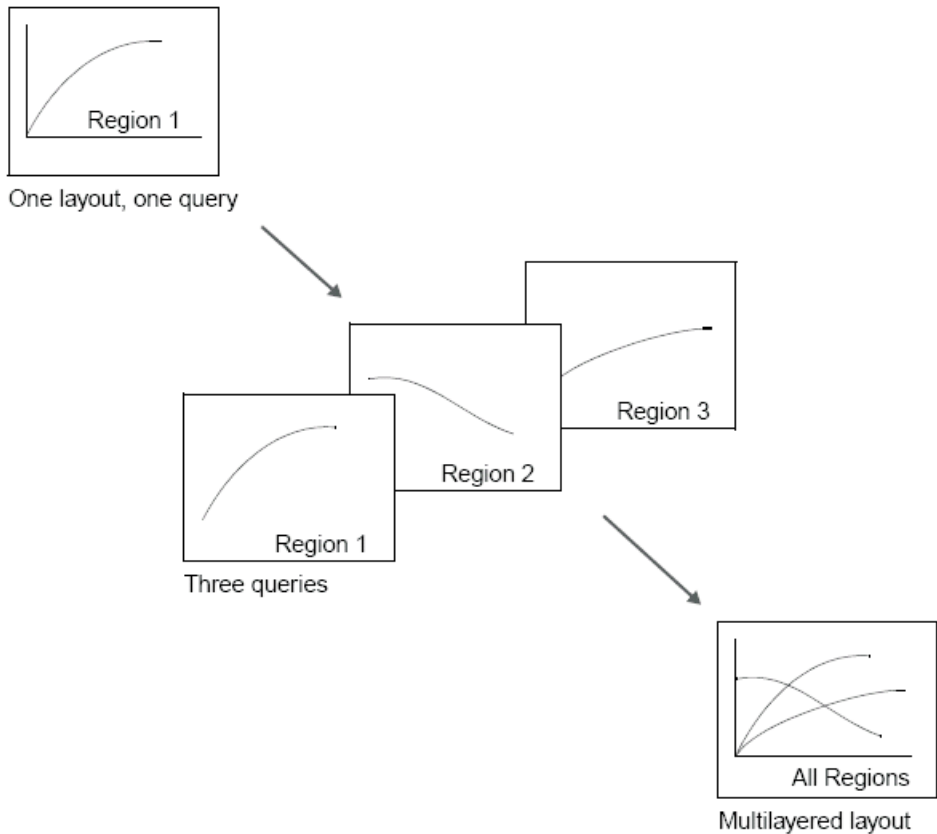 Region 1
One layout, one query
Region 3
Region 2
Region 1
Three queries
All Regions
Multilayered layout